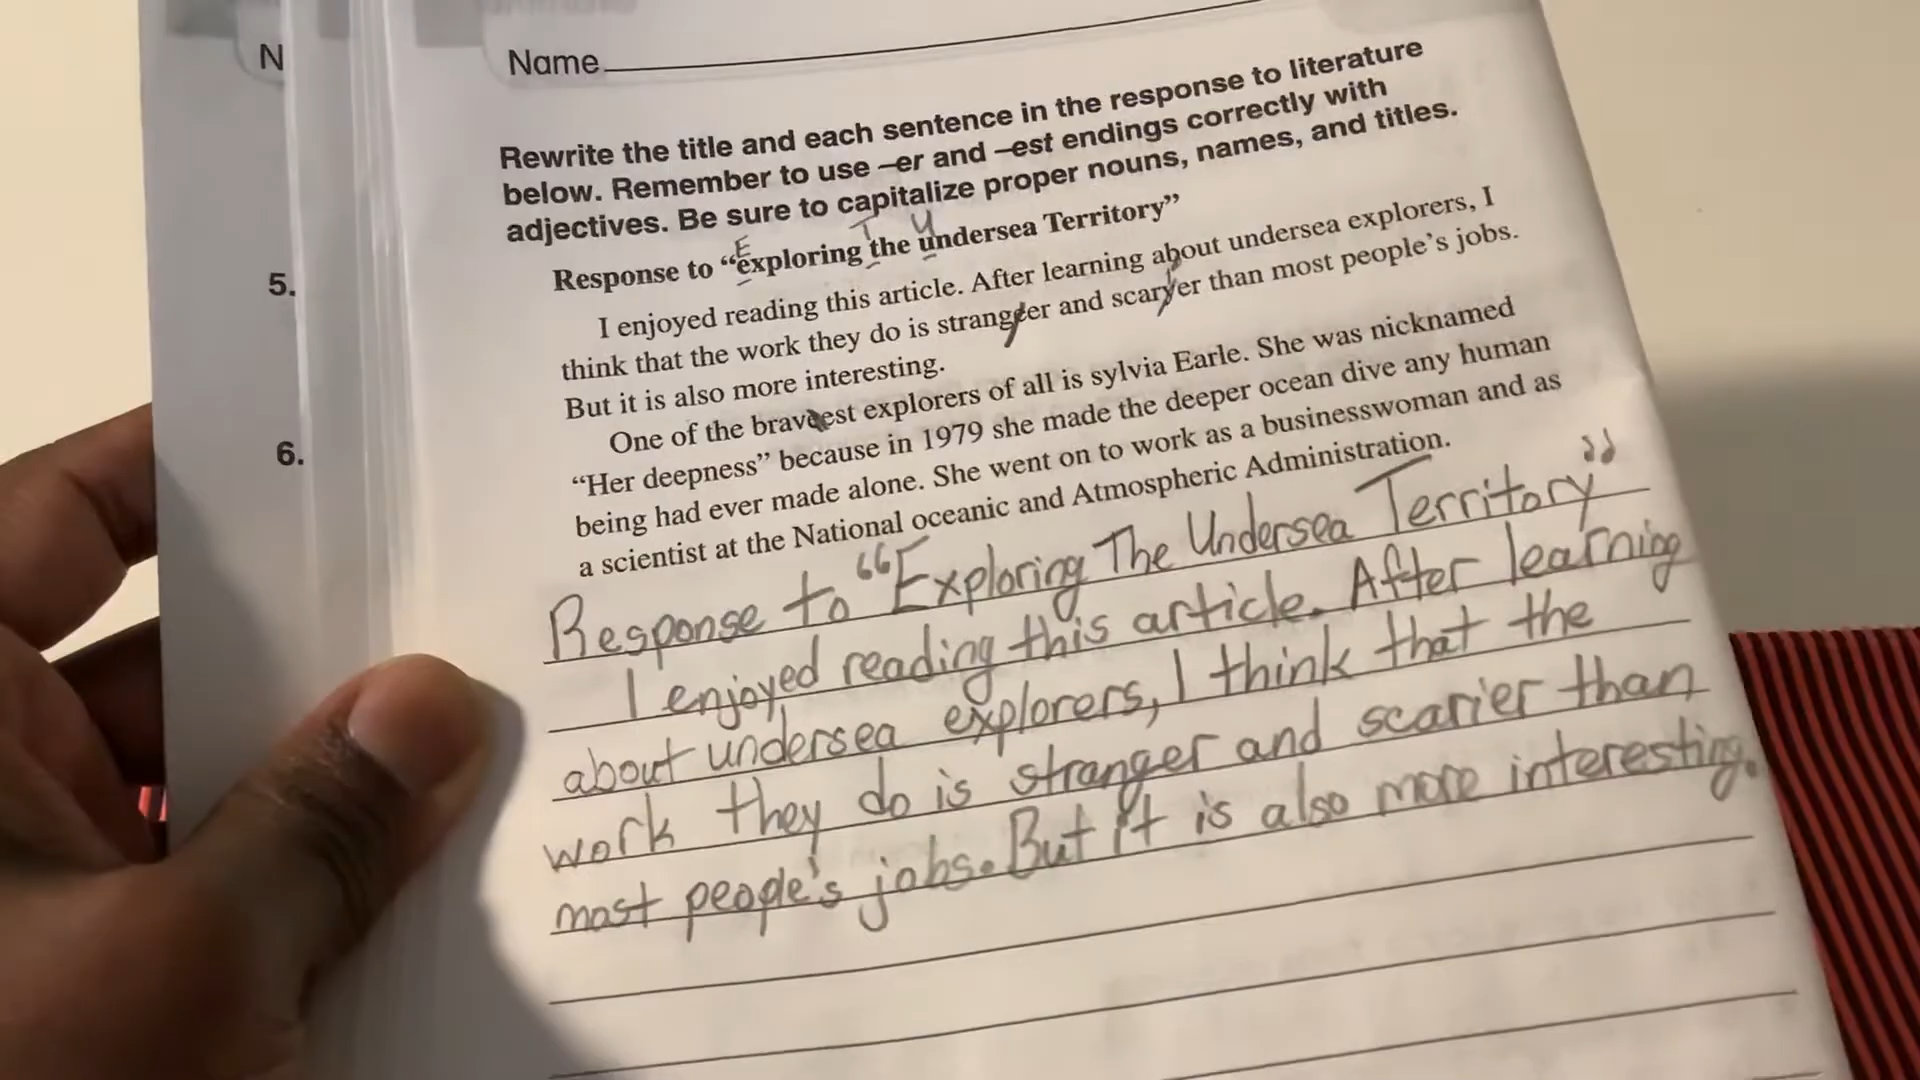 N
5.
6.
Name
Rewrite the title and each sentence in the response to literature
below. Remember to use –er and –est endings correctly with
adjectives. Be sure to capitalize proper nouns, names, and titles.
E T U
Response to “exploring the undersea Territory”
I enjoyed reading this article. After learning about undersea explorers, I
think that the work they do is strangeer and scaryer than most people’s jobs.
But it is also more interesting.
One of the braveest explorers of all is sylvia Earle. She was nicknamed
“Her deepness” because in 1979 she made the deeper ocean dive any human
being had ever made alone. She went on to work as a businesswoman and as
a scientist at the National oceanic and Atmospheric Administration.
Response to “Exploring The Undersea Territory”
I enjoyed reading this article. After learning
about undersea explorers, I think that the
work they do is stranger and scarier than
most people's jobs. But it is also more interesting.